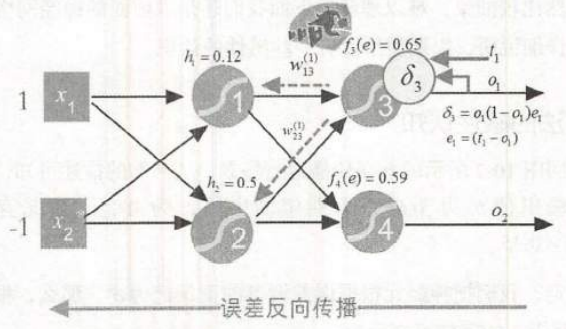 h₁ = 0.12
w₁₃⁽¹⁾
f₃(e) = 0.65
t₁
1
x₁
1
3
δ₃
o₁
δ₃ = o₁(1 - o₁)e₁
e₁ = (t₁ - o₁)
w₂₃⁽¹⁾
h₂ = 0.5
f₄(e) = 0.59
-1
x₂
2
4
o₂
误差反向传播